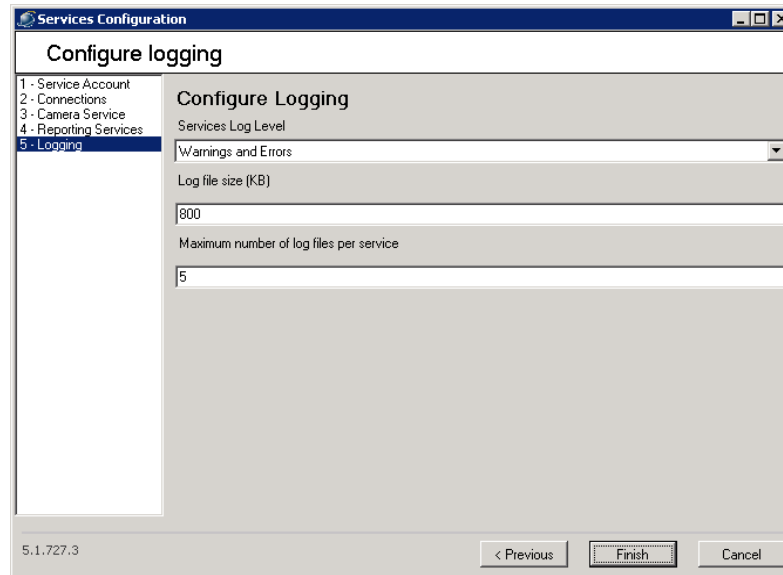 Services Configuration
Configure logging
1 - Service Account
2 - Connections
3 - Camera Service
4 - Reporting Services
5 - Logging
Configure Logging
Services Log Level
Warnings and Errors
Log file size (KB)
800
Maximum number of log files per service
5
5.1.727.3
< Previous
Finish
Cancel